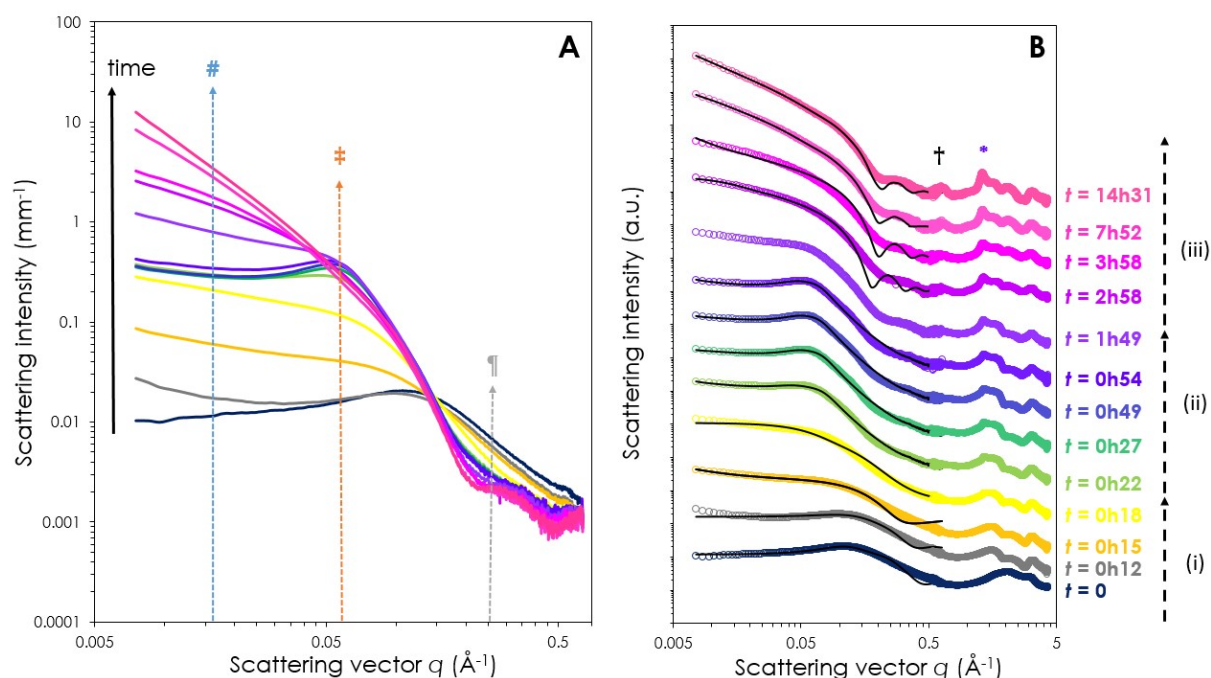 A
time
#
‡
¶
Scattering intensity (mm⁻¹)
100
10
1
0.1
0.01
0.001
0.0001
0.005
0.05
0.5
Scattering vector q (Å⁻¹)
B
†
*
Scattering intensity (a.u.)
t = 14h31
t = 7h52
t = 3h58
t = 2h58
t = 1h49
t = 0h54
t = 0h49
t = 0h27
t = 0h22
t = 0h18
t = 0h15
t = 0h12
t = 0
(iii)
(ii)
(i)
0.005
0.05
0.5
5
Scattering vector q (Å⁻¹)